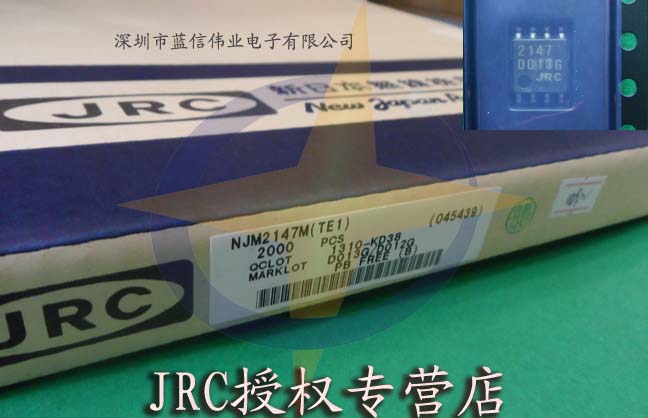 深圳市蓝信伟业电子有限公司
2147
D013G
JRC
JRC
New Japan
NJM2147M(TE1)
2000 PCS (045439)
QCLOT 1310-KD38
MARKLOT D013G/D012G
PB FREE (B)
JRC
JRC授权专营店